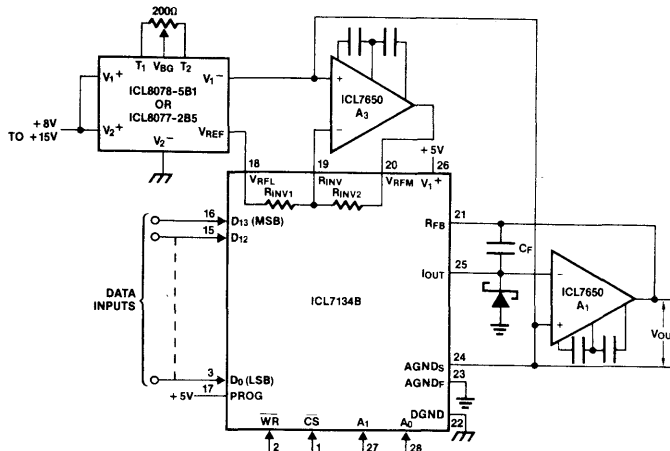 200Ω
T1 VBG T2
V1+ V1−
ICL8078-5B1
OR
ICL8077-2B5
+8V
TO +15V
V2+ V2− VREF
+
ICL7650
A3
−
+5V
18 19 20 26
VRFL RINV VRFM V1+
RINV1 RINV2
16 D13 (MSB)
15 D12
DATA
INPUTS
ICL7134B
RFB 21
CF
IOUT 25
−
ICL7650
A1
+
VOU
3 D0 (LSB)
+5V 17 PROG
AGNDS 24
AGNDF 23
DGND 22
WR CS A1 A0
2 1 27 28